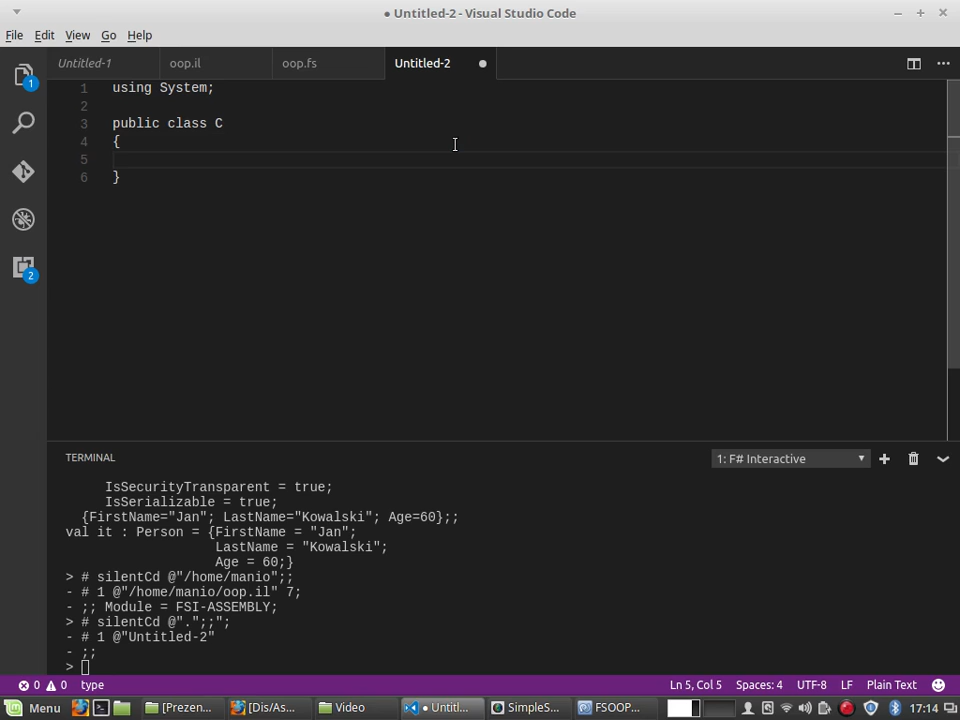 ● Untitled-2 - Visual Studio Code
File Edit View Go Help
Untitled-1 oop.il oop.fs Untitled-2
1 using System;
2
3 public class C
4 {
5
6 }
1
2
TERMINAL
1: F# Interactive
IsSecurityTransparent = true;
IsSerializable = true;
{FirstName="Jan"; LastName="Kowalski"; Age=60};;
val it : Person = {FirstName = "Jan";
LastName = "Kowalski";
Age = 60;}
> # silentCd @"/home/manio";;
- # 1 @"/home/manio/oop.il" 7;
- ;; Module = FSI-ASSEMBLY;
> # silentCd @".";;";
- # 1 @"Untitled-2"
- ;;
>
0 0 type Ln 5, Col 5 Spaces: 4 UTF-8 LF Plain Text
Menu [Prezen... [Dis/As... Video ● Untitl... SimpleS... FSOOP... 17:14